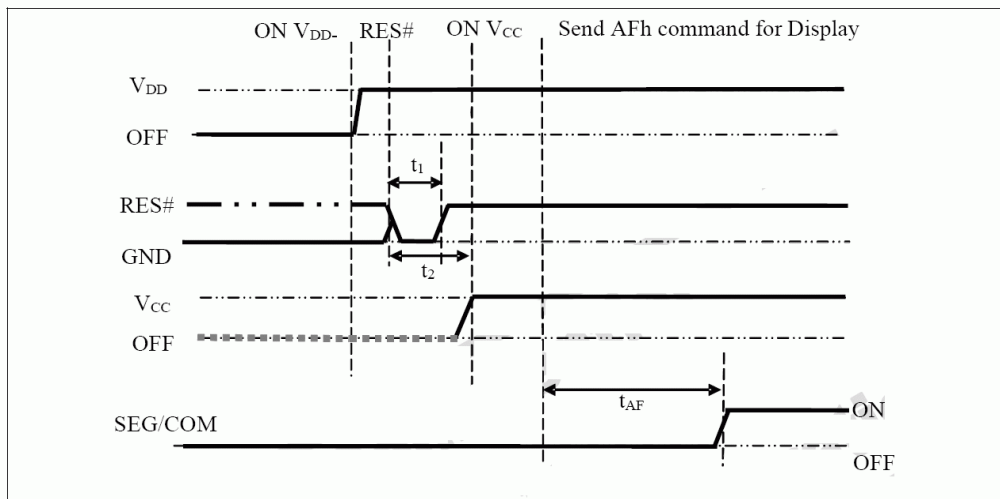 ON VDD- RES# ON VCC Send AFh command for Display
VDD
OFF
t1
RES#
GND
t2
VCC
OFF
tAF
ON
SEG/COM
OFF